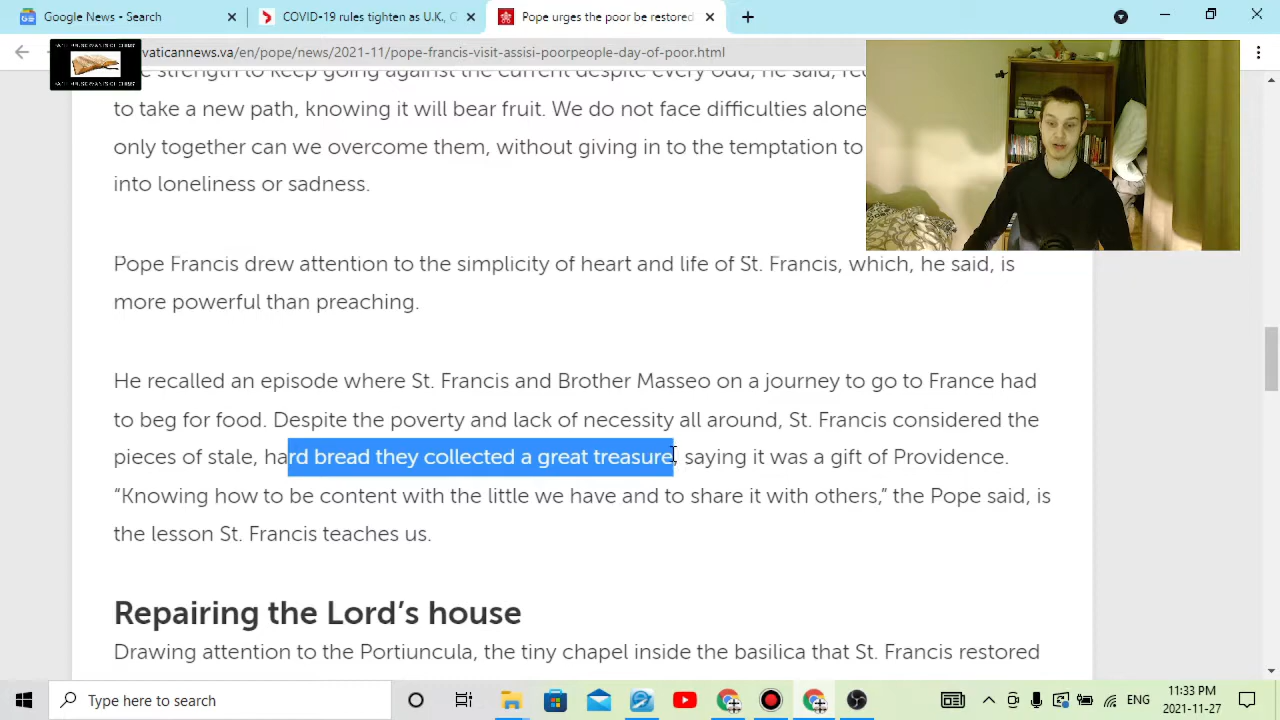 Google News
COVID-19 rules tighten as U.K., G
Pope: urges the poor be restored
vaticannews.va/en/pope/news/2021-11/pope-francis-visit-assisi-poorpeople-day-of-poor.html
strength to keep going against the despite every odd,
to take a new path, knowing it will bear fruit. We do not face difficulties alone
only together can we overcome them, without giving in to the temptation to
into loneliness or sadness.
Pope Francis drew attention to the simplicity of heart and life of St. Francis, which, he said, is
more powerful than preaching.
He recalled an episode where St. Francis and Brother Masseo on a journey to go to France had
to beg for food. Despite the poverty and lack of necessity all around, St. Francis considered the
pieces of stale, hard bread they collected a great treasure, saying it was a gift of Providence.
“Knowing how to be content with the little we have and to share it with others,” the Pope said, is
the lesson St. Francis teaches us.
Repairing the Lord’s house
Drawing attention to the Portiuncula, the tiny chapel inside the basilica that St. Francis restored
Type here to search
ENG
11:33 PM
2021-11-27